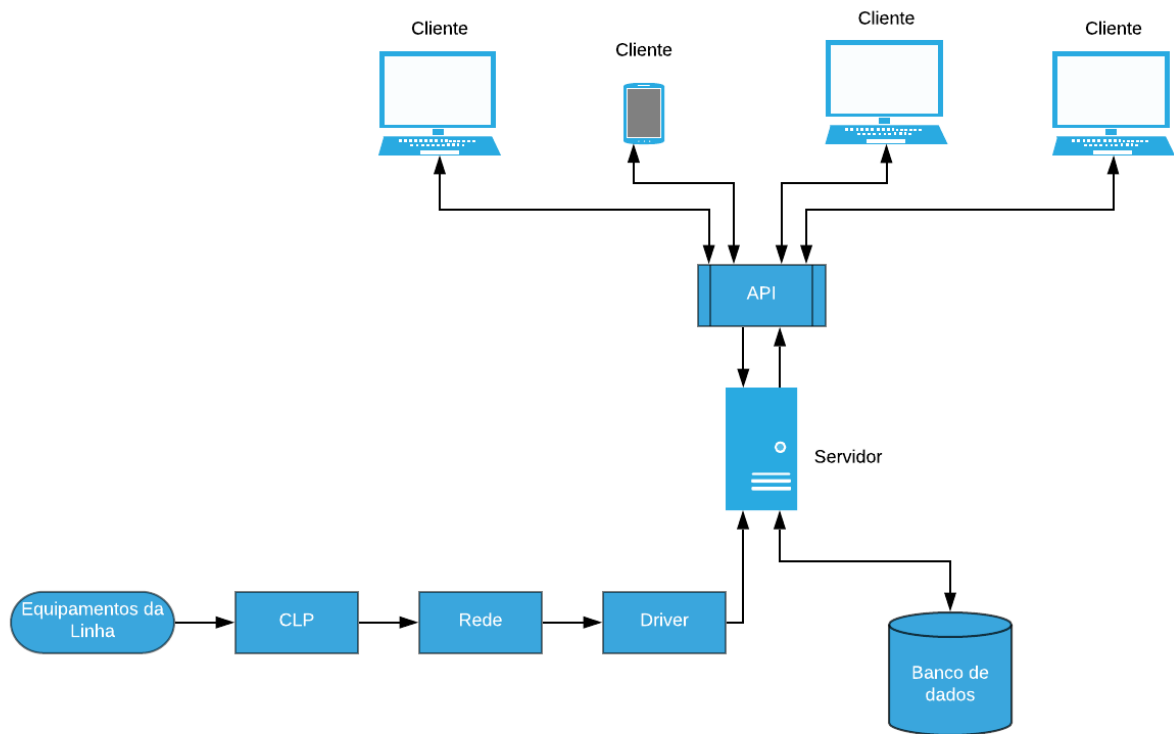 Cliente
Cliente
Cliente
Cliente
API
Servidor
Equipamentos da
Linha
CLP
Rede
Driver
Banco de
dados